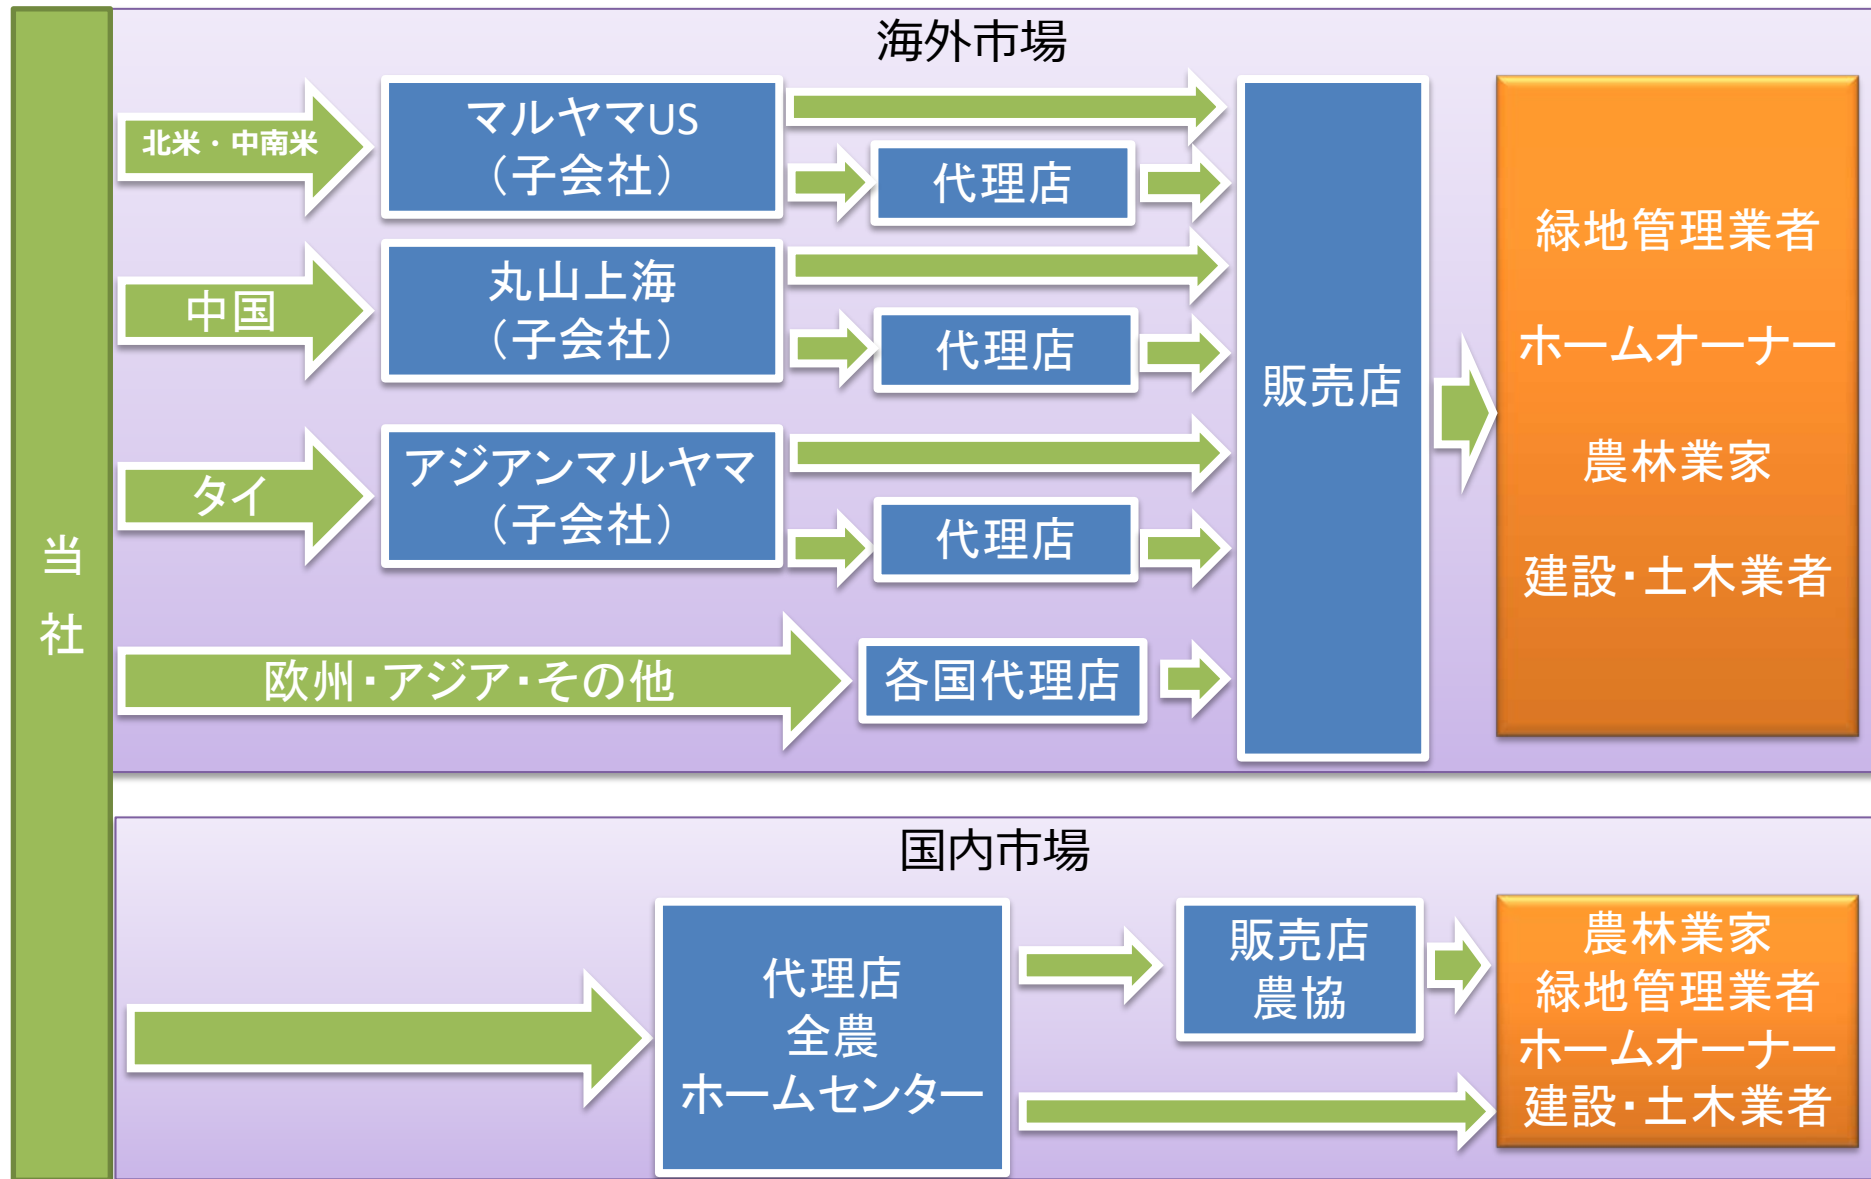 海外市場
当
社
北米・中南米
マルヤマUS
（子会社）
代理店
中国
丸山上海
（子会社）
代理店
タイ
アジアンマルヤマ
（子会社）
代理店
欧州・アジア・その他
各国代理店
販売店
緑地管理業者
ホームオーナー
農林業家
建設・土木業者
国内市場
代理店
全農
ホームセンター
販売店
農協
農林業家
緑地管理業者
ホームオーナー
建設・土木業者